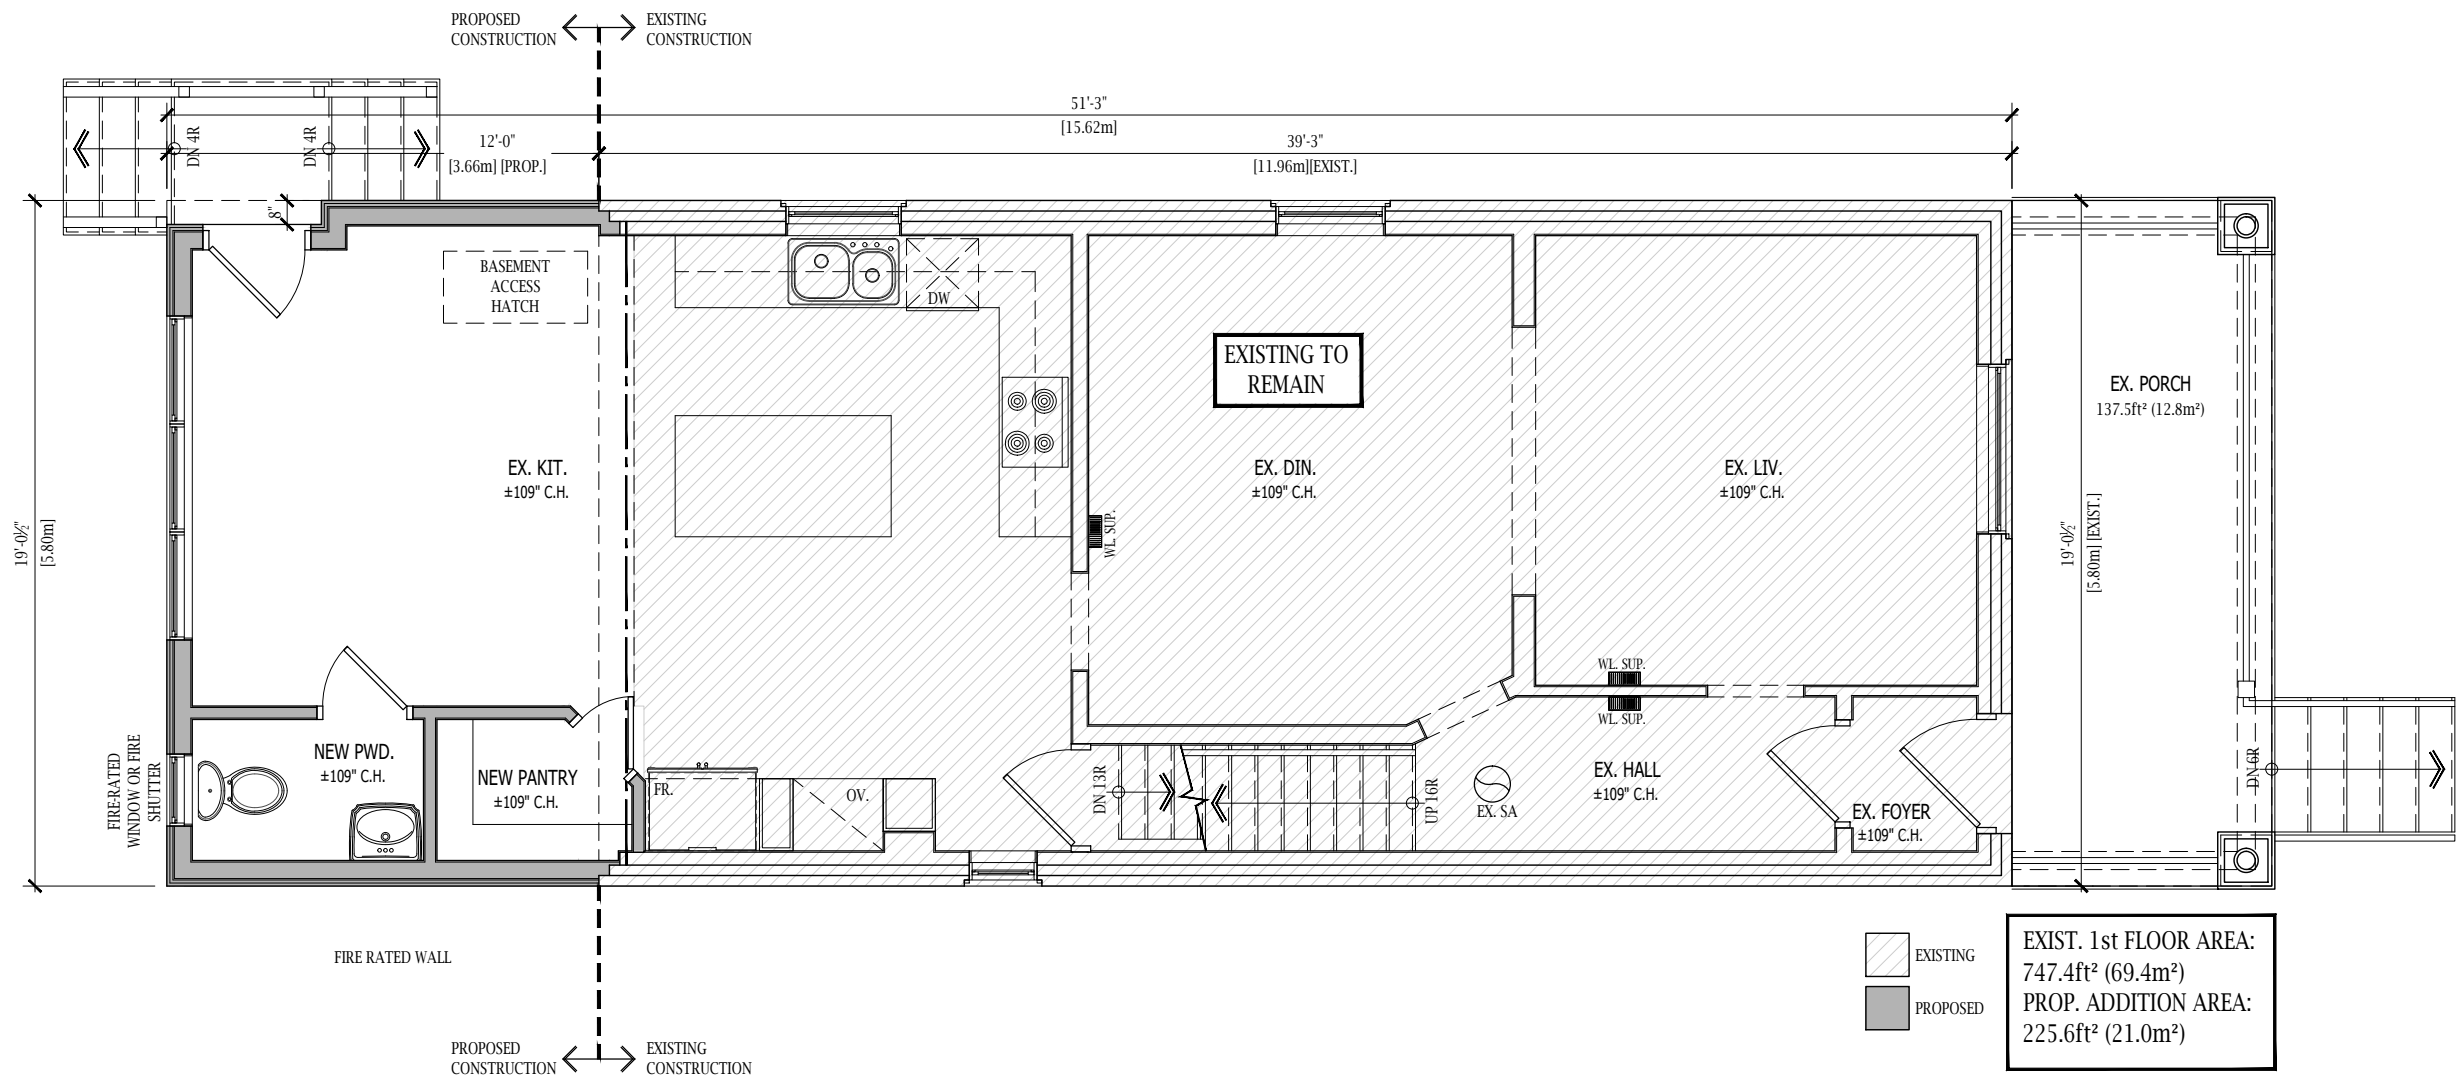 PROPOSED
CONSTRUCTION
EXISTING
CONSTRUCTION
51'-3"
[15.62m]
12'-0"
[3.66m] [PROP.]
39'-3"
[11.96m][EXIST.]
DN 4R
DN 4R
8"
BASEMENT
ACCESS
HATCH
DW
EXISTING TO
REMAIN
EX. PORCH
137.5ft² (12.8m²)
EX. KIT.
±109" C.H.
EX. DIN.
±109" C.H.
EX. LIV.
±109" C.H.
19'-0½"
[5.80m]
WL. SUP.
19'-0½"
[5.80m] [EXIST.]
WL. SUP.
WL. SUP.
FIRE-RATED
WINDOW OR FIRE
SHUTTER
NEW PWD.
±109" C.H.
NEW PANTRY
±109" C.H.
FR.
OV.
DN 13R
UP 16R
EX. SA
EX. HALL
±109" C.H.
EX. FOYER
±109" C.H.
DN 6R
FIRE RATED WALL
EXISTING
PROPOSED
EXIST. 1st FLOOR AREA:
747.4ft² (69.4m²)
PROP. ADDITION AREA:
225.6ft² (21.0m²)
PROPOSED
CONSTRUCTION
EXISTING
CONSTRUCTION